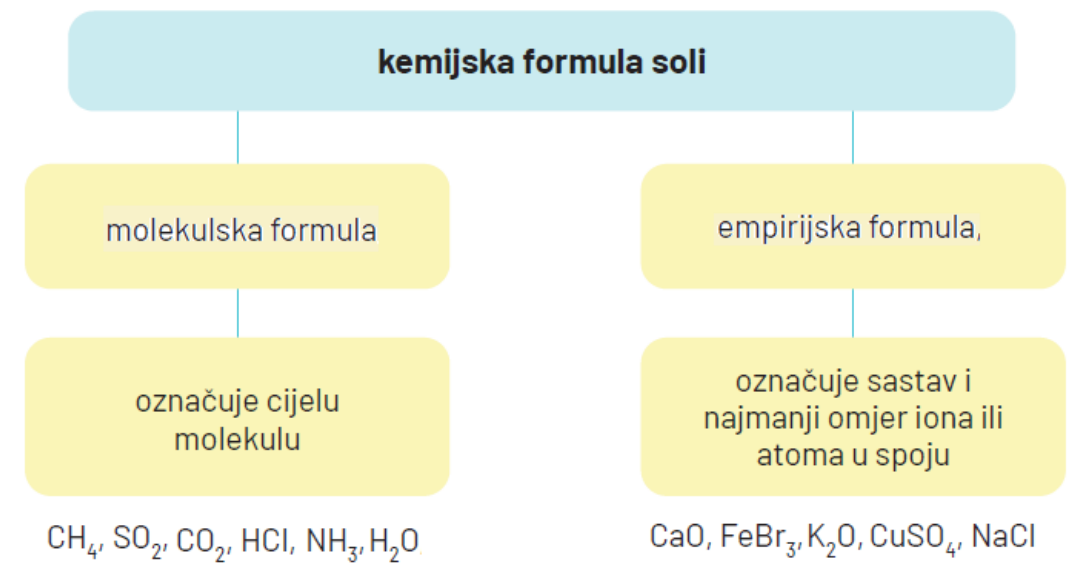 kemijska formula soli
molekulska formula
empirijska formula,
označuje cijelu
molekulu
označuje sastav i
najmanji omjer iona ili
atoma u spoju
CH₄, SO₂, CO₂, HCl, NH₃, H₂O
CaO, FeBr₃, K₂O, CuSO₄, NaCl